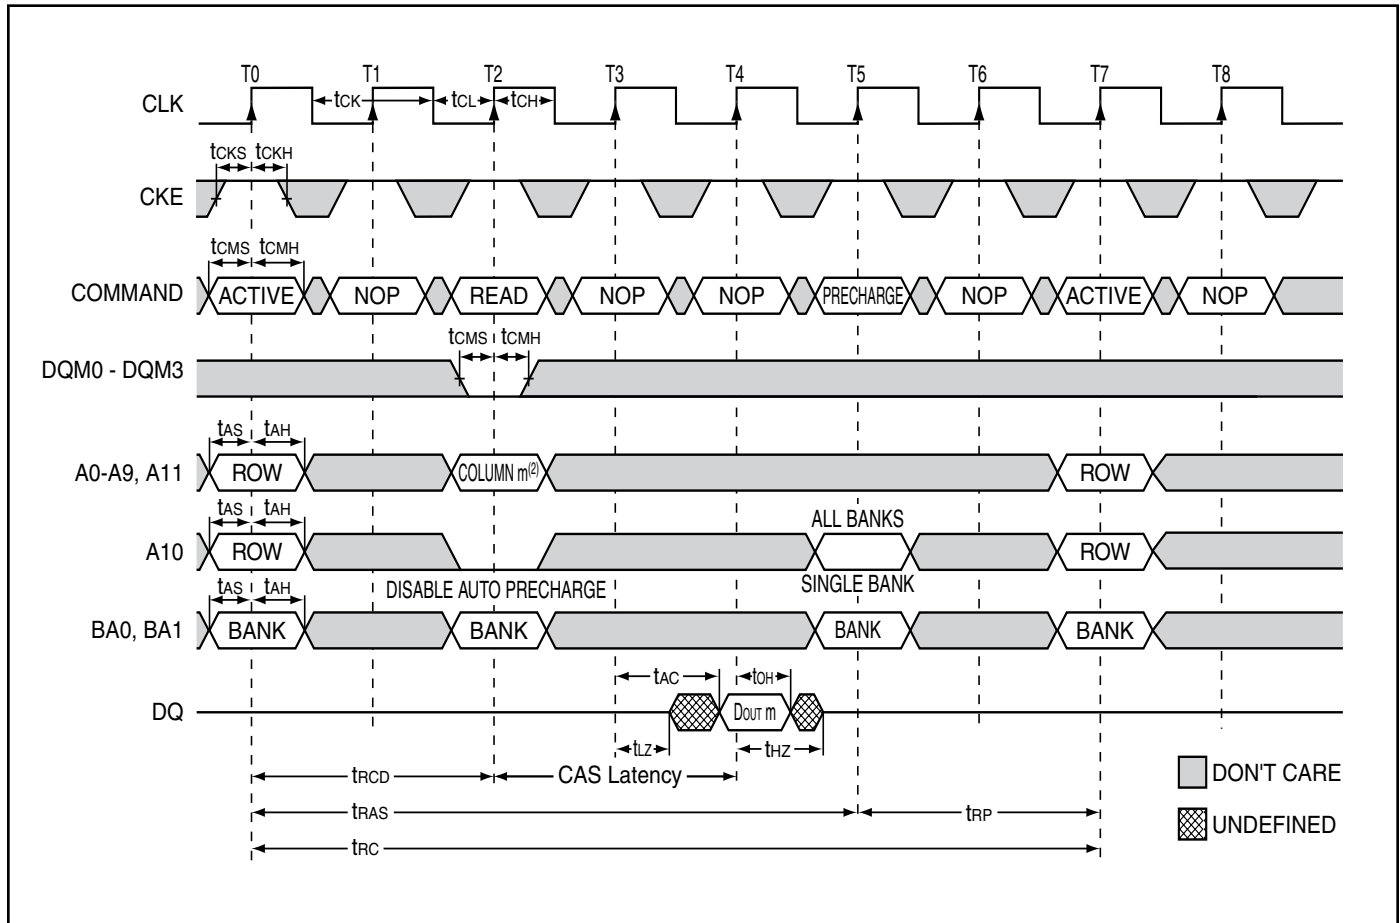 T0 T1 T2 T3 T4 T5 T6 T7 T8
CLK tCK tCL tCH
tCKS tCKH
CKE
tCMS tCMH
COMMAND ACTIVE NOP READ NOP NOP PRECHARGE NOP ACTIVE NOP
tCMS tCMH
DQM0 - DQM3
tAS tAH
A0-A9, A11 ROW COLUMN m(2) ROW
tAS tAH ALL BANKS
A10 ROW ROW
tAS tAH DISABLE AUTO PRECHARGE SINGLE BANK
BA0, BA1 BANK BANK BANK BANK
tAC tOH
DQ DOUT m
tLZ tHZ
tRCD CAS Latency DON'T CARE
tRAS tRP
UNDEFINED
tRC